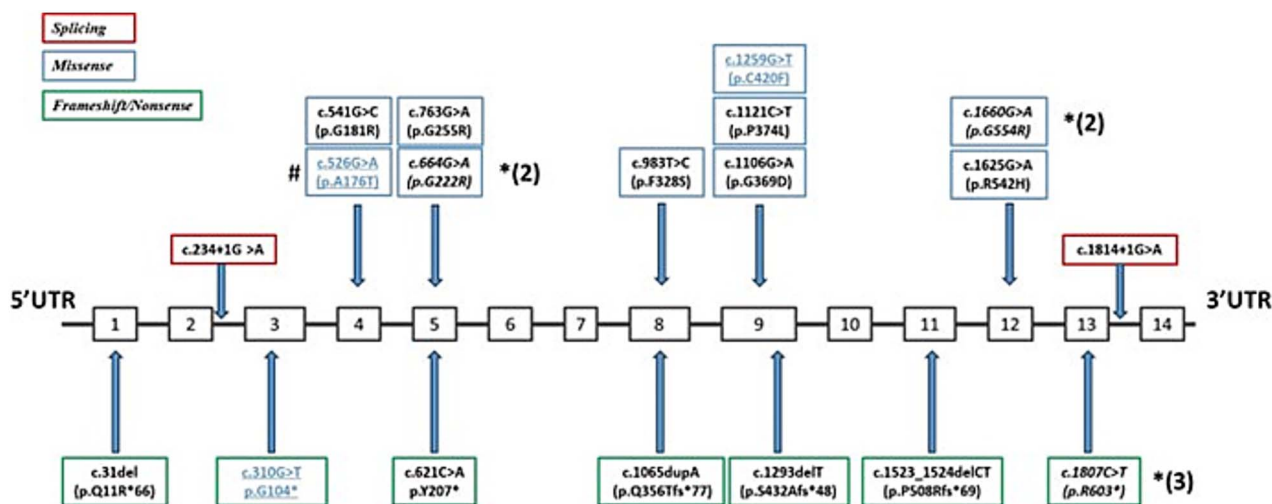 Splicing
Missense
Frameshift/Nonsense
c.1259G>T
(p.C420F)
c.541G>C
(p.G181R)
c.763G>A
(p.G255R)
c.1121C>T
(p.P374L)
c.1660G>A
(p.G554R)
*(2)
#
c.526G>A
(p.A176T)
c.664G>A
(p.G222R)
*(2)
c.983T>C
(p.F328S)
c.1106G>A
(p.G369D)
c.1625G>A
(p.R542H)
c.234+1G >A
c.1814+1G>A
5'UTR
3'UTR
1 2 3 4 5 6 7 8 9 10 11 12 13 14
c.31del
(p.Q11R*66)
c.310G>T
p.G104*
c.621C>A
p.Y207*
c.1065dupA
(p.Q356Tfs*77)
c.1293delT
(p.S432Afs*48)
c.1523_1524delCT
(p.P508Rfs*69)
c.1807C>T
(p.R603*)
*(3)